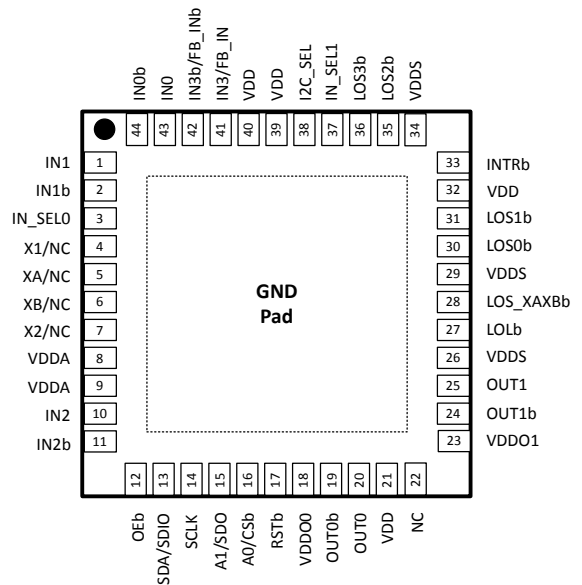 IN0b
IN0
IN3b/FB_INb
IN3/FB_IN
VDD
VDD
I2C_SEL
IN_SEL1
LOS3b
LOS2b
VDDS
44
43
42
41
40
39
38
37
36
35
34
IN1 1
IN1b 2
IN_SEL0 3
X1/NC 4
XA/NC 5
XB/NC 6
X2/NC 7
VDDA 8
VDDA 9
IN2 10
IN2b 11
GND
Pad
33 INTRb
32 VDD
31 LOS1b
30 LOS0b
29 VDDS
28 LOS_XAXBb
27 LOLb
26 VDDS
25 OUT1
24 OUT1b
23 VDDO1
12
13
14
15
16
17
18
19
20
21
22
OEb
SDA/SDIO
SCLK
A1/SDO
A0/CSb
RSTb
VDDO0
OUT0b
OUT0
VDD
NC